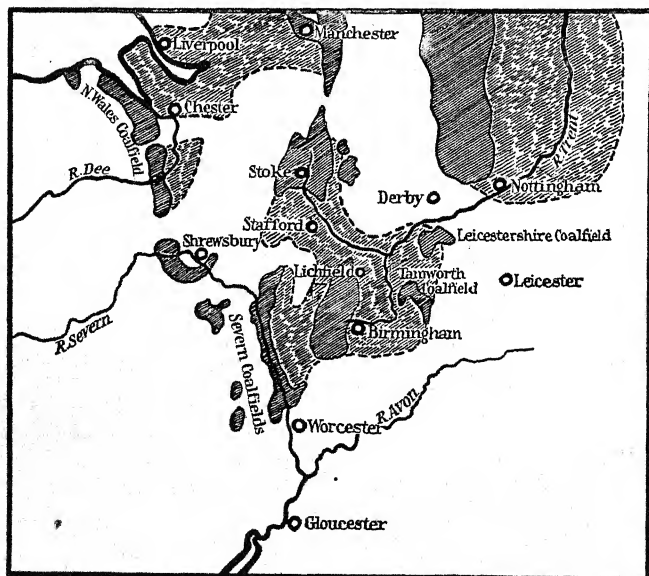 Liverpool
Manchester
N. Wales Coalfield
Chester
R. Dee
Stoke
Derby
Nottingham
R. Trent
Stafford
Shrewsbury
Leicestershire Coalfield
Lichfield
Tamworth
Coalfield
Leicester
R. Severn
Severn Coalfields
Birmingham
R. Avon
Worcester
Gloucester